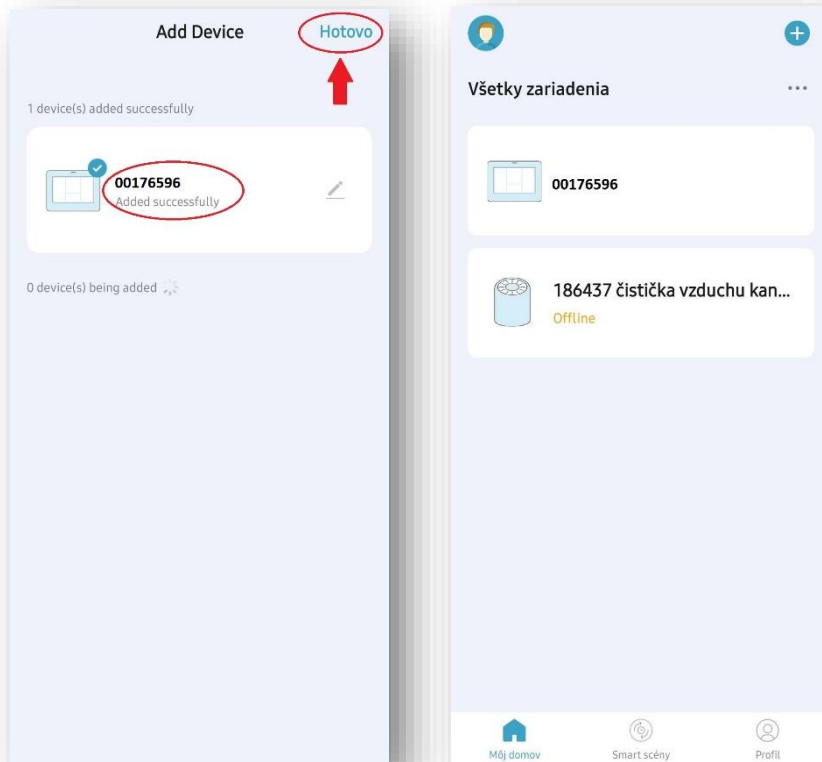 Add Device
Hotovo
1 device(s) added successfully
00176596
Added successfully
0 device(s) being added
Všetky zariadenia
00176596
186437 čistička vzduchu kan...
Offline
Môj domov
Smart scény
Profil